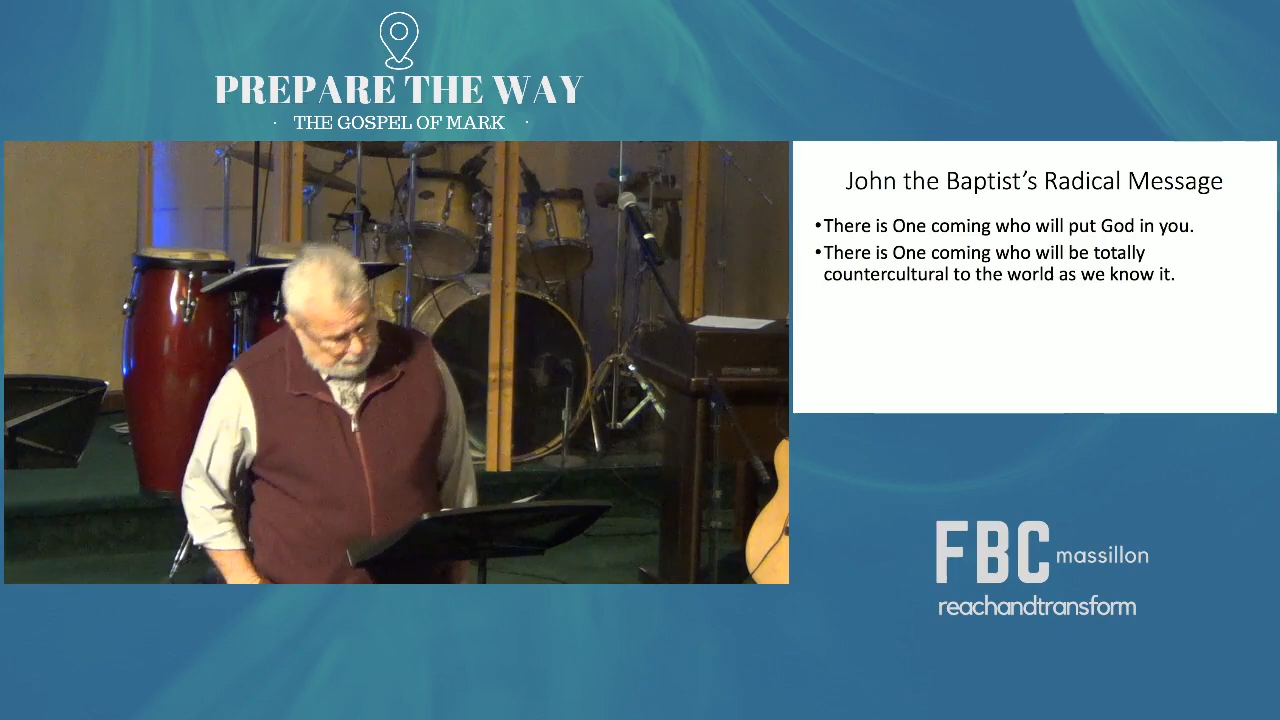 PREPARE THE WAY
· THE GOSPEL OF MARK ·
John the Baptist’s Radical Message
•There is One coming who will put God in you.
•There is One coming who will be totally
countercultural to the world as we know it.
FBC massillon
reachandtransform